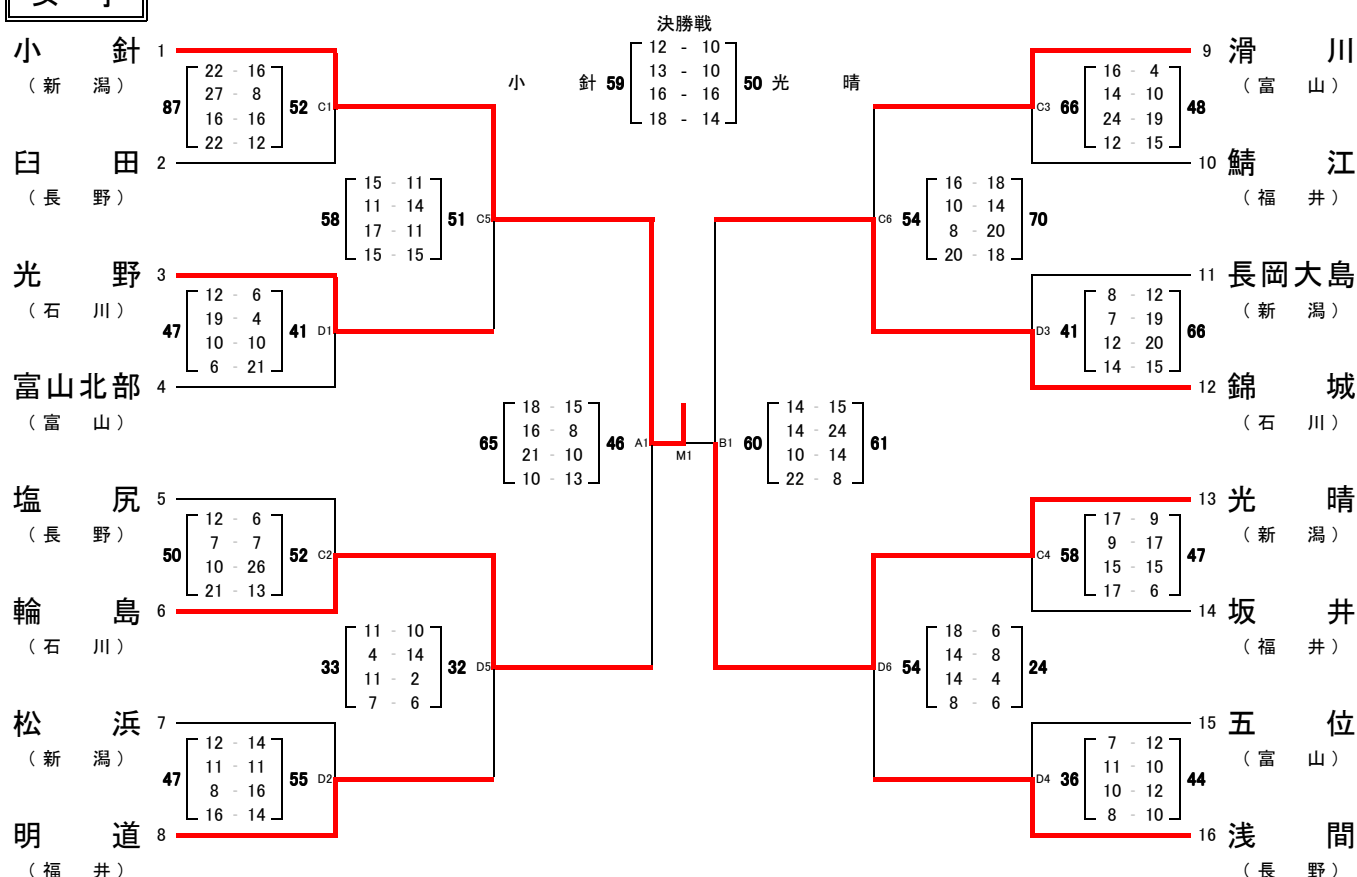 女 子
決勝戦
小 針 59 50 光 晴
12 - 10
13 - 10
16 - 16
18 - 14
小 針 1
（新 潟）
87 52 C1
22 - 16
27 - 8
16 - 16
22 - 12
臼 田 2
（長 野）
58 51 C5
15 - 11
11 - 14
17 - 11
15 - 15
光 野 3
（石 川）
47 41 D1
12 - 6
19 - 4
10 - 10
6 - 21
富山北部 4
（富 山）
65 46 A1
18 - 15
16 - 8
21 - 10
10 - 13
M1
塩 尻 5
（長 野）
50 52 C2
12 - 6
7 - 7
10 - 26
21 - 13
輪 島 6
（石 川）
33 32 D5
11 - 10
4 - 14
11 - 2
7 - 6
松 浜 7
（新 潟）
47 55 D2
12 - 14
11 - 11
8 - 16
16 - 14
明 道 8
（福 井）
9 滑 川
（富 山）
C3 66 48
16 - 4
14 - 10
24 - 19
12 - 15
10 鯖 江
（福 井）
C6 54 70
16 - 18
10 - 14
8 - 20
20 - 18
11 長岡大島
（新 潟）
D3 41 66
8 - 12
7 - 19
12 - 20
14 - 15
12 錦 城
（石 川）
B1 60 61
14 - 15
14 - 24
10 - 14
22 - 8
13 光 晴
（新 潟）
C4 58 47
17 - 9
9 - 17
15 - 15
17 - 6
14 坂 井
（福 井）
D6 54 24
18 - 6
14 - 8
14 - 4
8 - 6
15 五 位
（富 山）
D4 36 44
7 - 12
11 - 10
10 - 12
8 - 10
16 浅 間
（長 野）